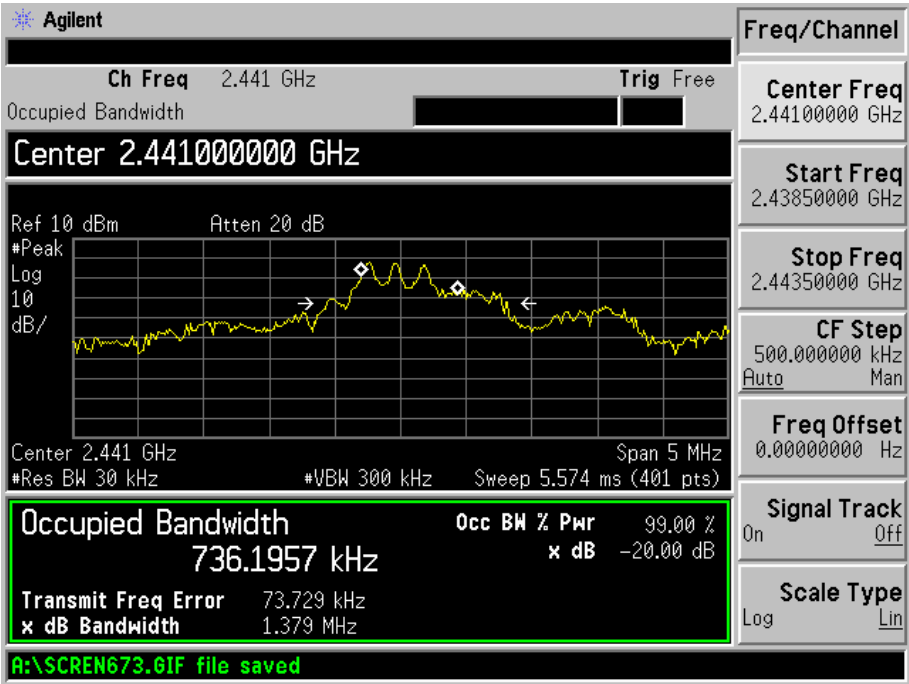 Agilent
Freq/Channel
Ch Freq 2.441 GHz Trig Free
Occupied Bandwidth
Center 2.441000000 GHz
Ref 10 dBm Atten 20 dB
#Peak
Log
10
dB/
Center 2.441 GHz Span 5 MHz
#Res BW 30 kHz #VBW 300 kHz Sweep 5.574 ms (401 pts)
Occupied Bandwidth
736.1957 kHz
Occ BW % Pwr 99.00 %
x dB -20.00 dB
Transmit Freq Error 73.729 kHz
x dB Bandwidth 1.379 MHz
A:\SCREN673.GIF file saved
Center Freq
2.44100000 GHz
Start Freq
2.43850000 GHz
Stop Freq
2.44350000 GHz
CF Step
500.000000 kHz
Auto Man
Freq Offset
0.00000000 Hz
Signal Track
On Off
Scale Type
Log Lin